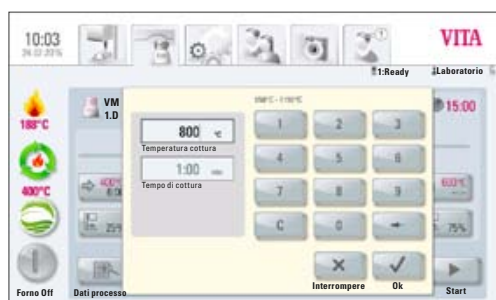 10:03
VITA
1:Ready
Laboratorio
188°C
VM
1.D
15:00
800 °C
Temperatura cottura
1:00
Tempo di cottura
1 2 3
4 5 6
7 8 9
C 0
400°C
400°C
600°C
25%
75%
Interrompere
Ok
Forno Off
Dati processo
Start